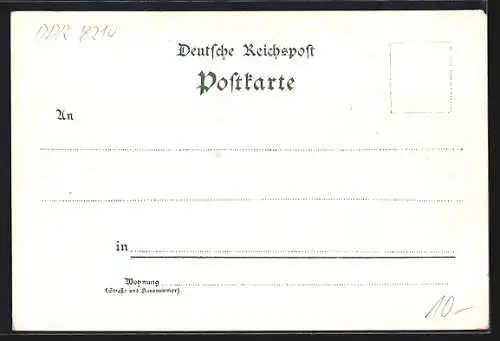 DDR 8210
Deutſche Reichspoſt
Poſtkarte
An
in
Wohnung
(Straße und Hausnummer)
10.-